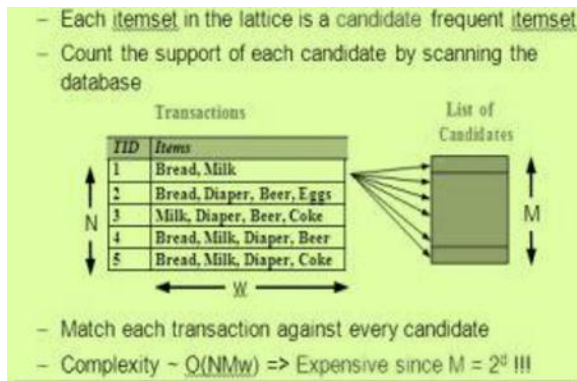 – Each itemset in the lattice is a candidate frequent itemset
– Count the support of each candidate by scanning the
database
Transactions
List of
Candidates
TID Items
1 Bread, Milk
2 Bread, Diaper, Beer, Eggs
3 Milk, Diaper, Beer, Coke
4 Bread, Milk, Diaper, Beer
5 Bread, Milk, Diaper, Coke
N
M
W
– Match each transaction against every candidate
– Complexity ~ O(NMw) => Expensive since M = 2ᵈ !!!